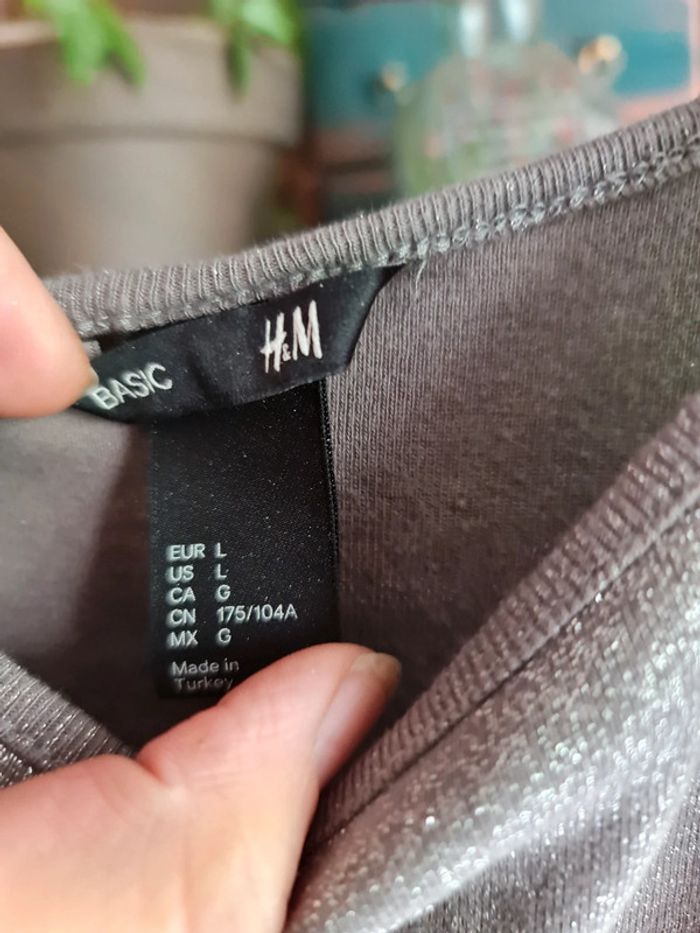 H&M
BASIC
EUR L
US L
CA G
CN 175/104A
MX G
Made in
Turkey